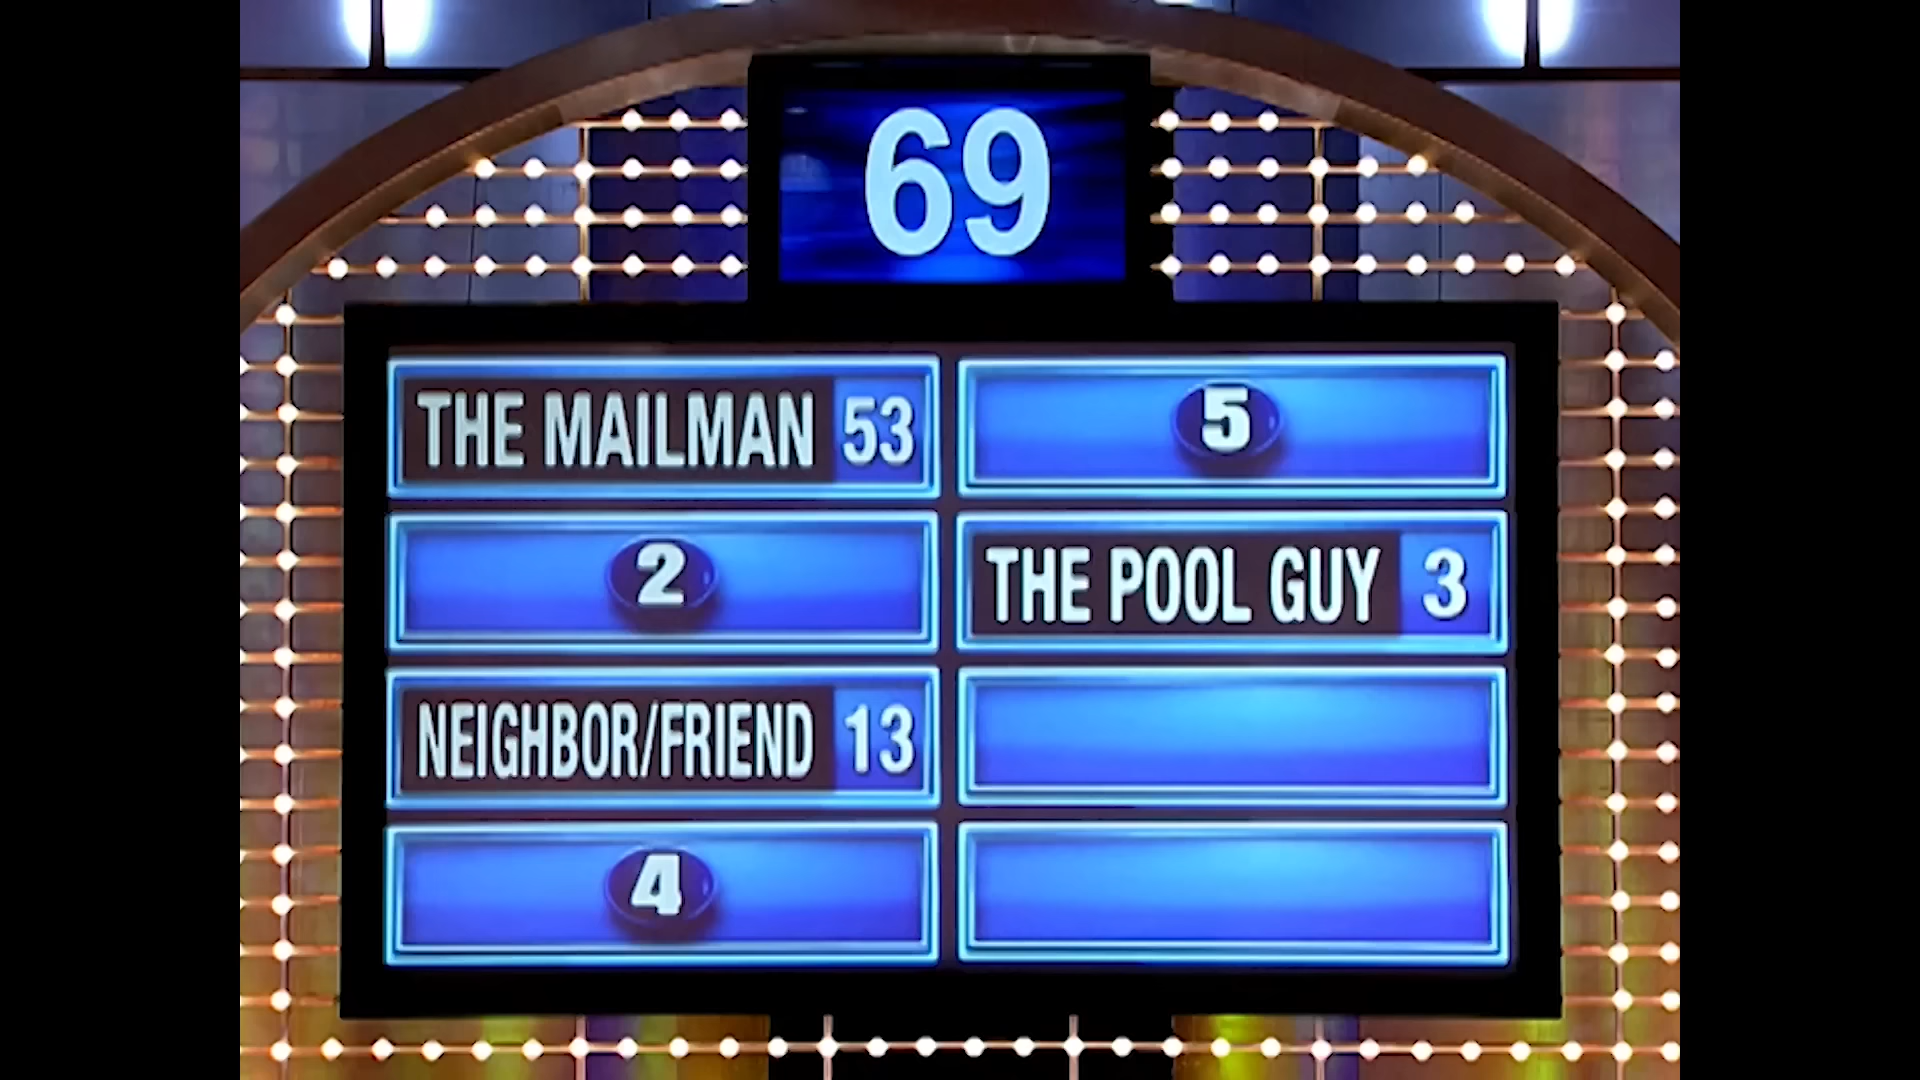 69
THE MAILMAN 53
5
2
THE POOL GUY 3
NEIGHBOR/FRIEND 13
4